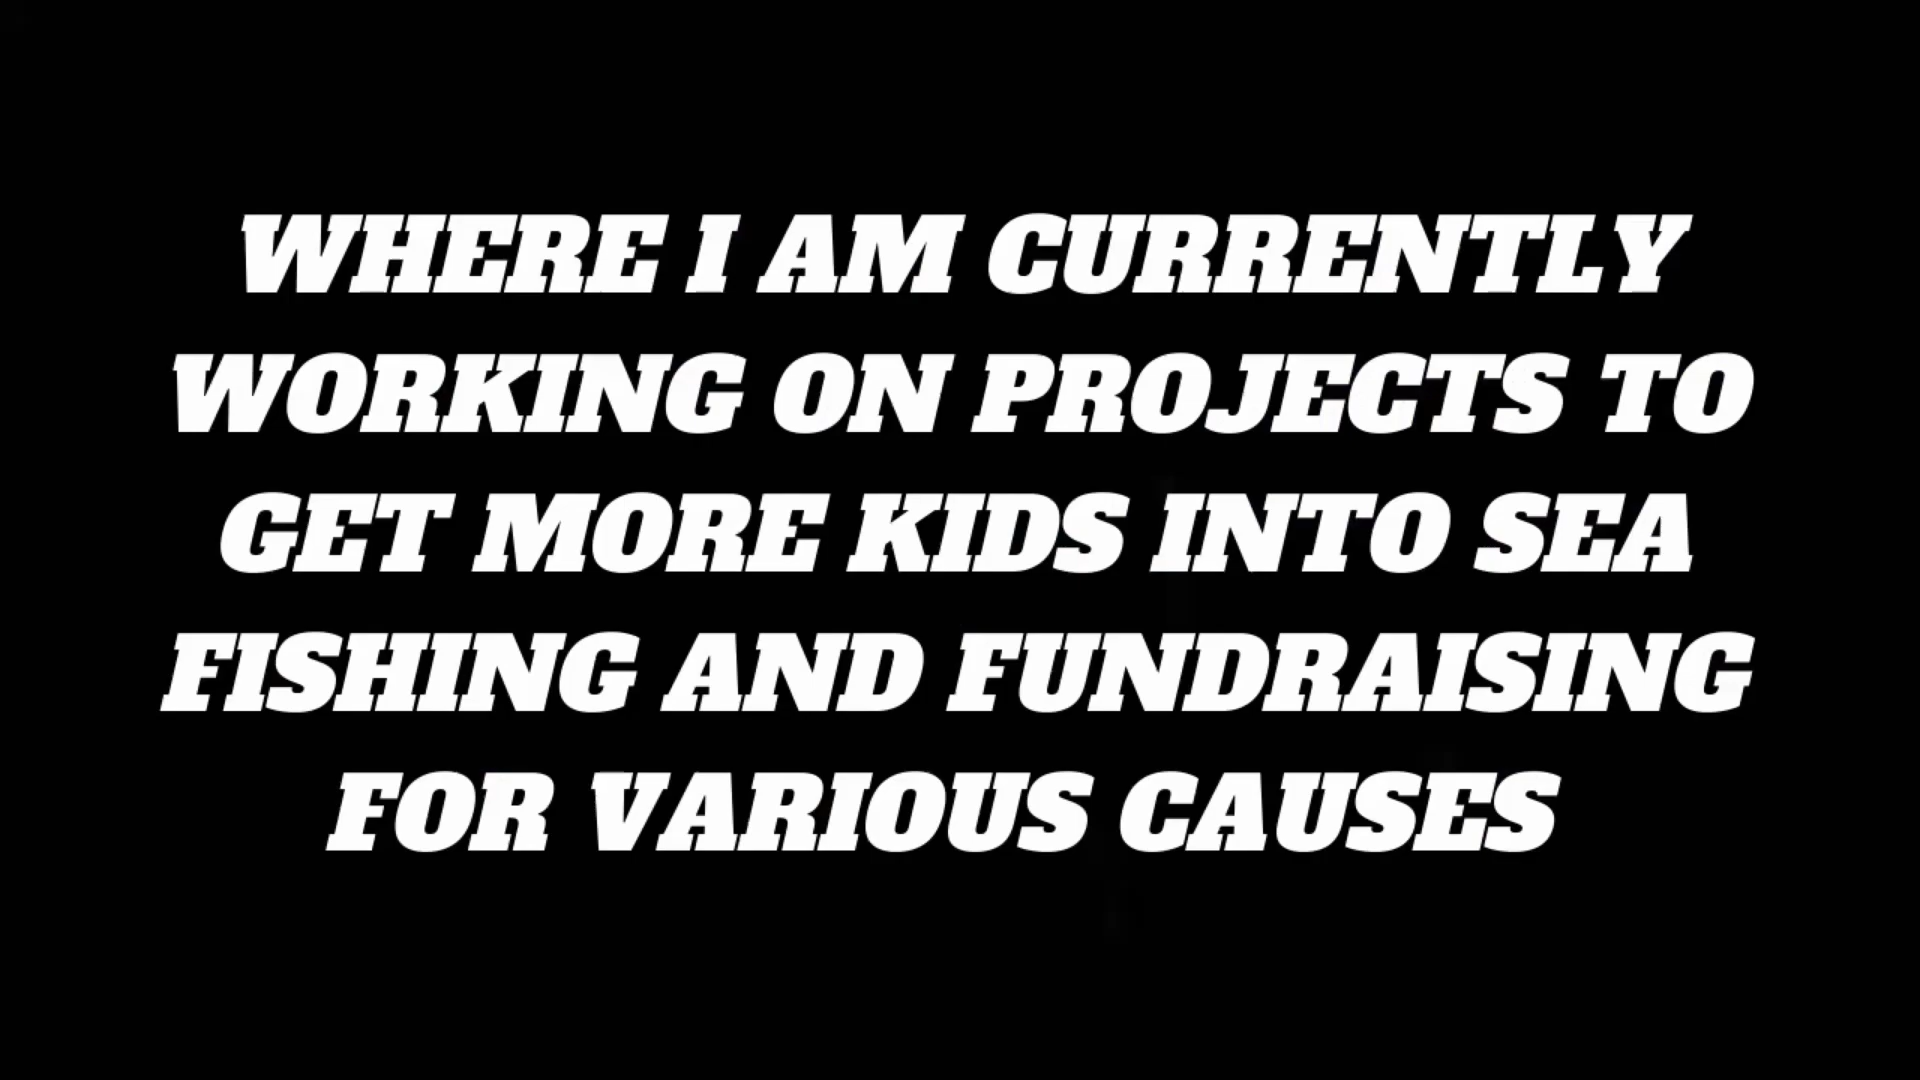 WHERE I AM CURRENTLY
WORKING ON PROJECTS TO
GET MORE KIDS INTO SEA
FISHING AND FUNDRAISING
FOR VARIOUS CAUSES